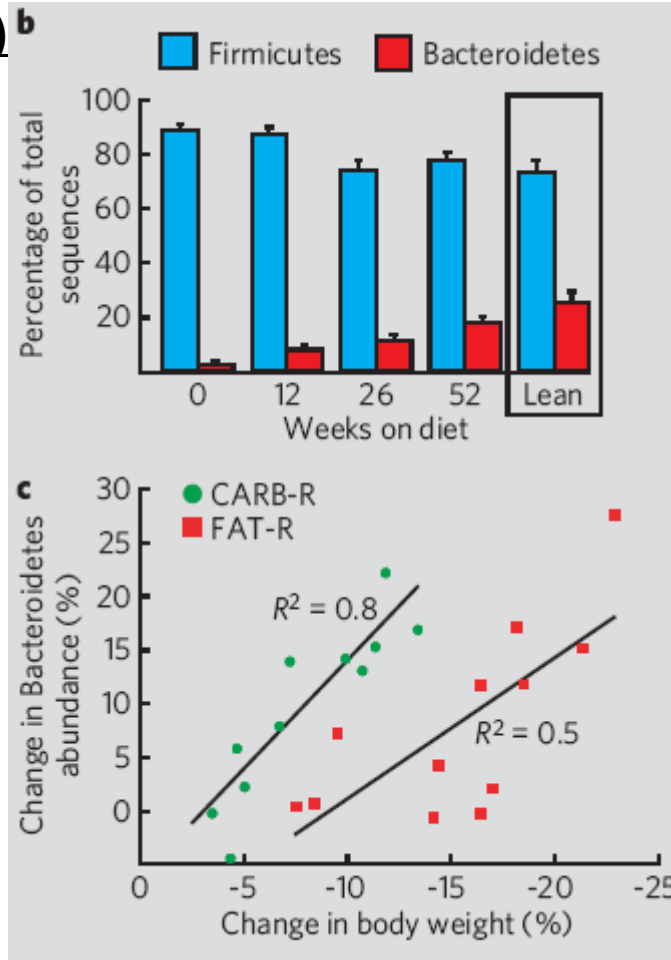 )
b
Firmicutes Bacteroidetes
Percentage of total
sequences
100
80
60
40
20
0 12 26 52 Lean
Weeks on diet
c
CARB-R
FAT-R
Change in Bacteroidetes
abundance (%)
30
25
20
15
10
5
0
R² = 0.8
R² = 0.5
0 -5 -10 -15 -20 -25
Change in body weight (%)